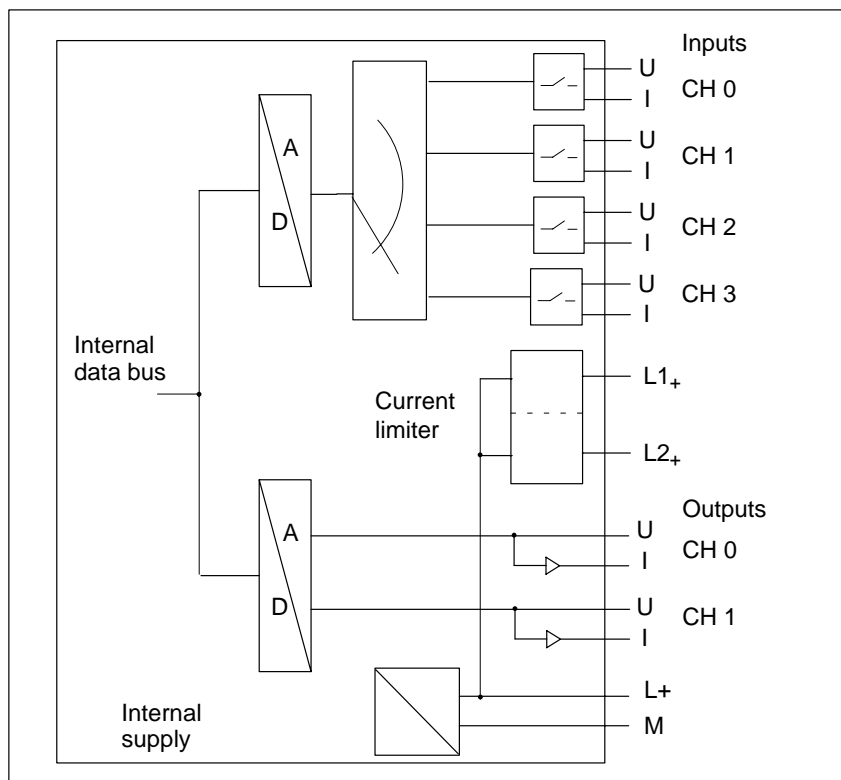 Inputs
U
I
CH 0
U
I
CH 1
U
I
CH 2
U
I
CH 3
A
D
Internal
data bus
Current
limiter
L1+
L2+
Outputs
A
D
U
I
CH 0
U
I
CH 1
Internal
supply
L+
M